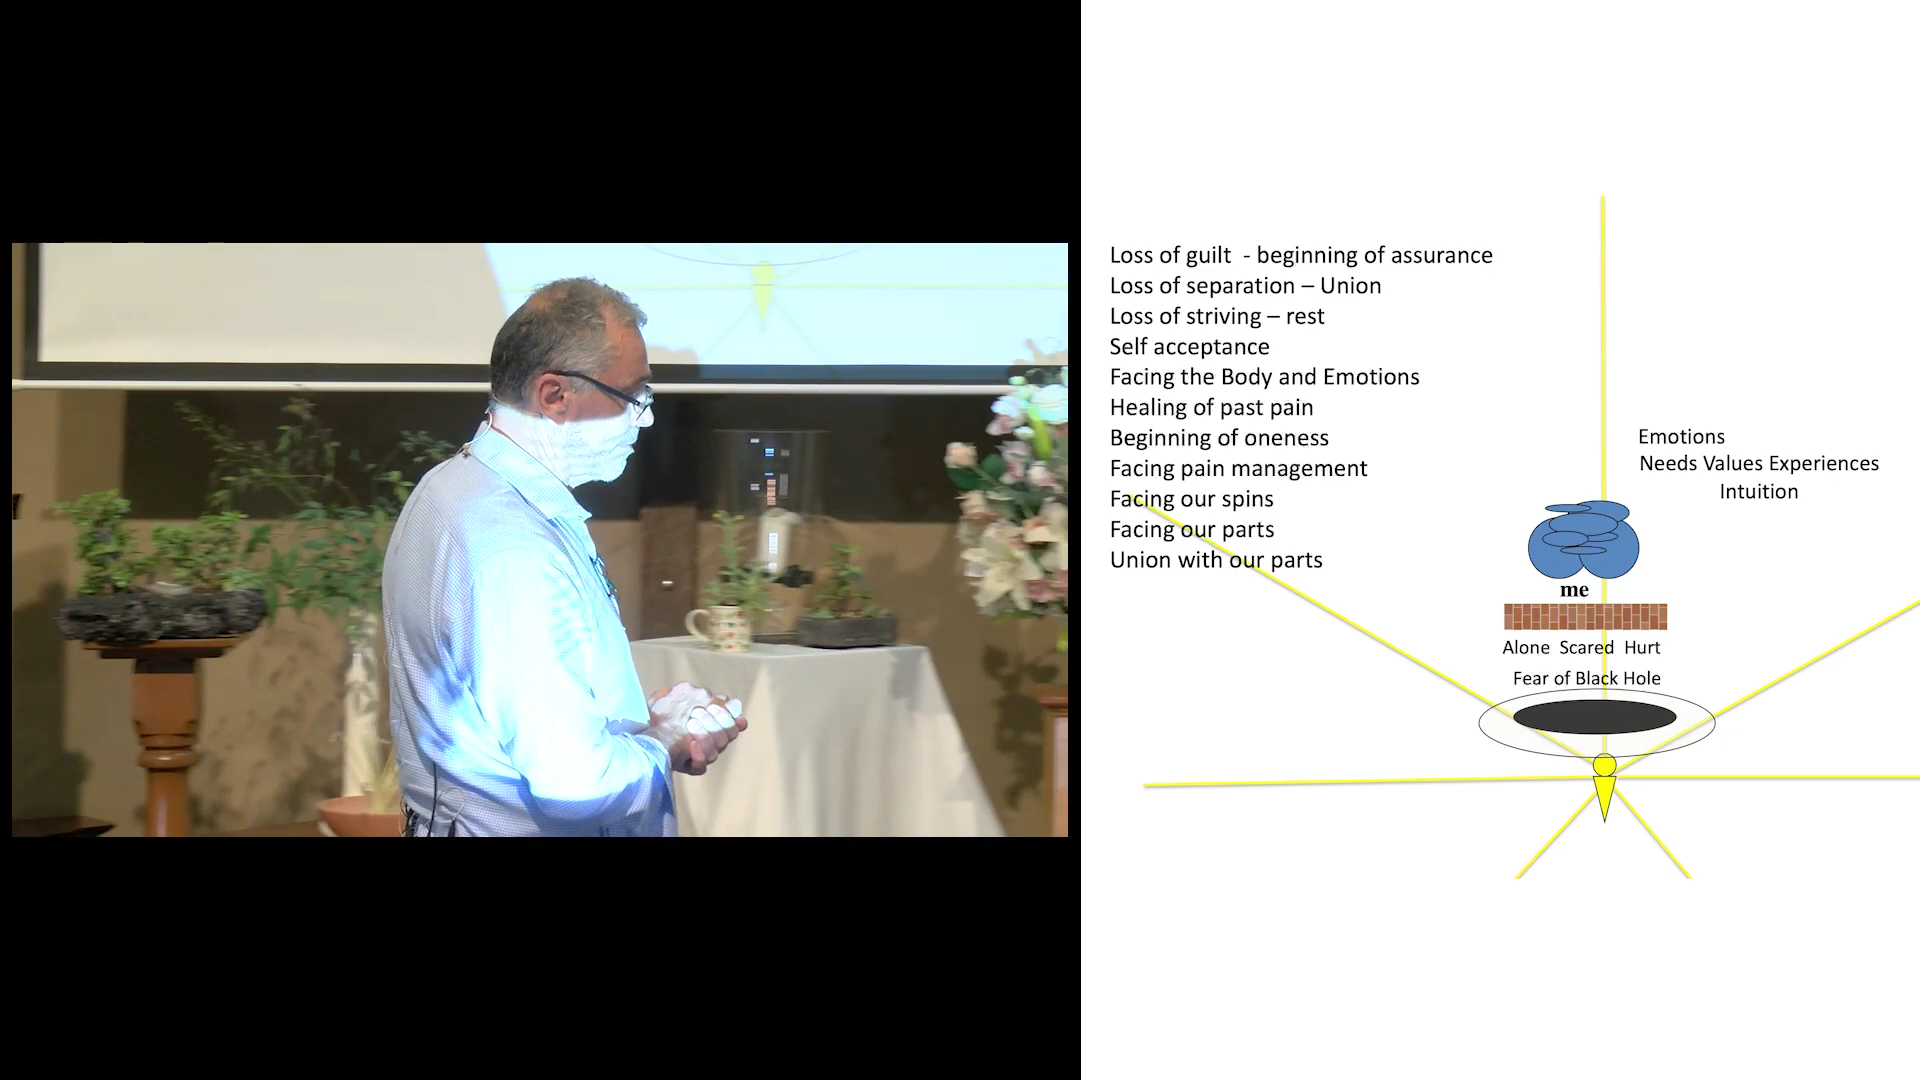 Loss of guilt  - beginning of assurance
Loss of separation – Union
Loss of striving – rest
Self acceptance
Facing the Body and Emotions
Healing of past pain
Beginning of oneness
Facing pain management
Facing our spins
Facing our parts
Union with our parts
Emotions
Needs Values Experiences
Intuition
me
Alone  Scared  Hurt
Fear of Black Hole